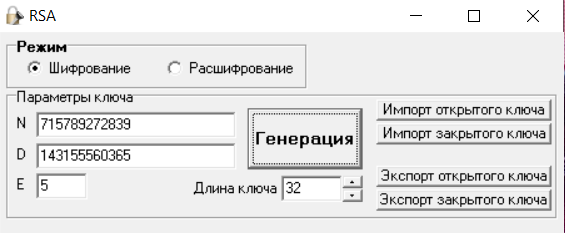 RSA
Режим
Шифрование Расшифрование
Параметры ключа
N 715789272839
D 143155560365
E 5
Генерация
Длина ключа 32
Импорт открытого ключа
Импорт закрытого ключа
Экспорт открытого ключа
Экспорт закрытого ключа